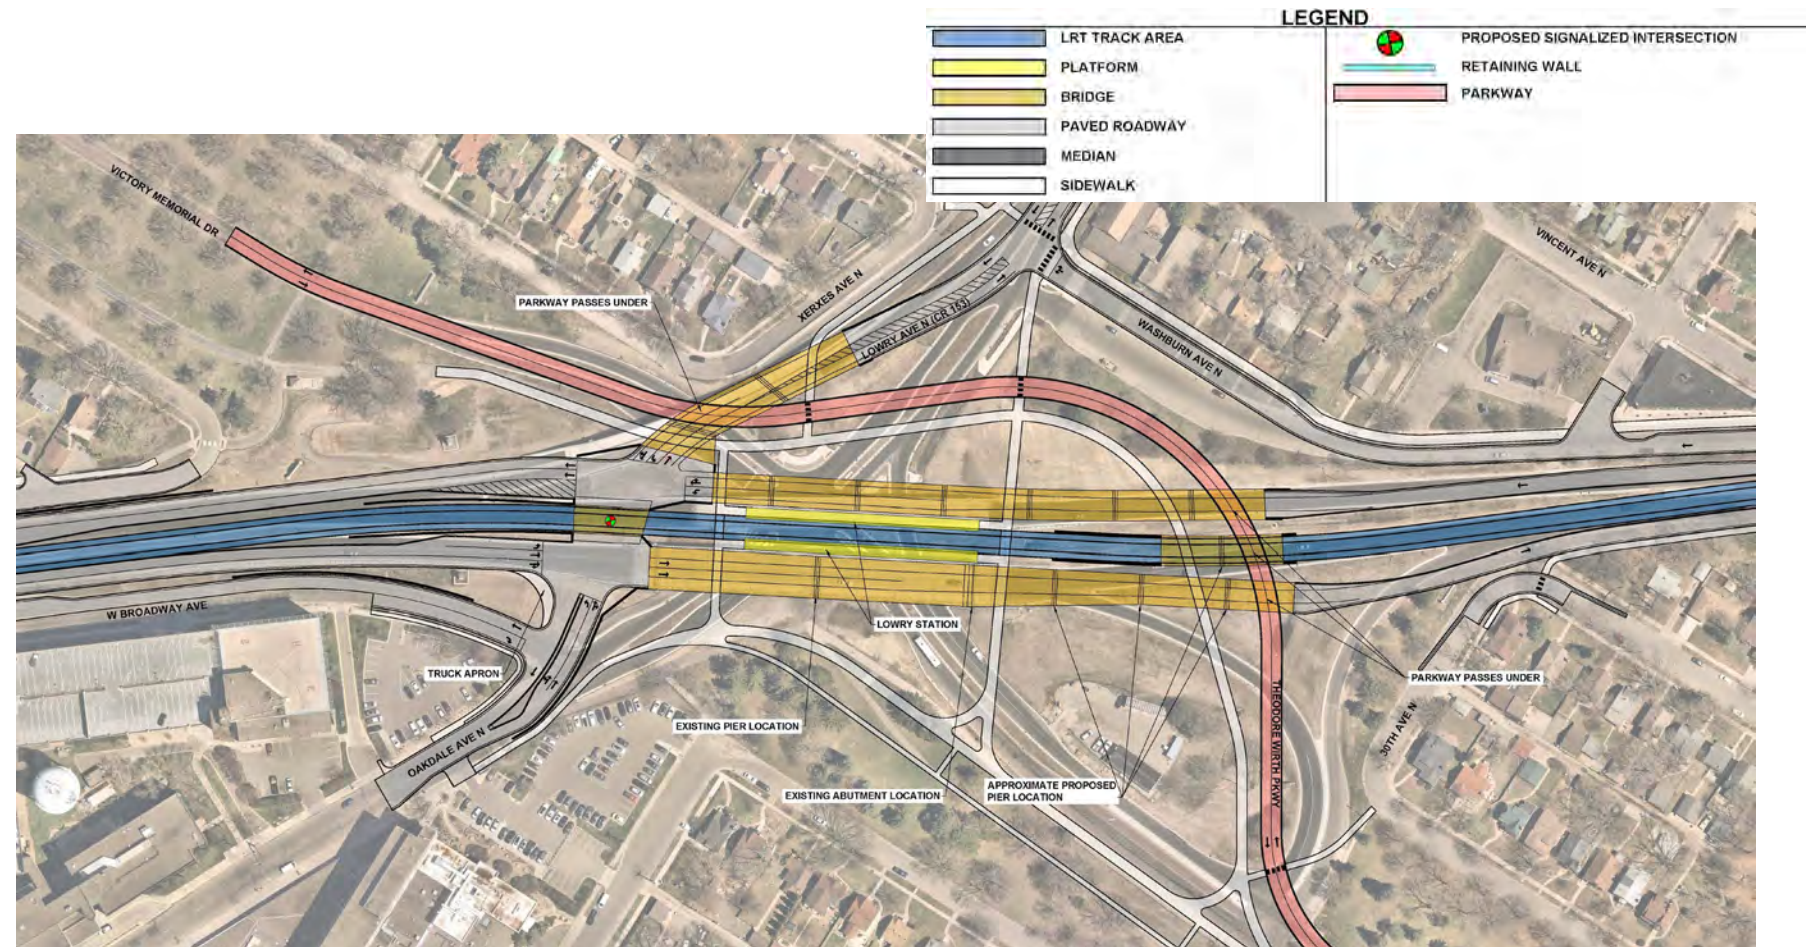 LEGEND
LRT TRACK AREA
PLATFORM
BRIDGE
PAVED ROADWAY
MEDIAN
SIDEWALK
PROPOSED SIGNALIZED INTERSECTION
RETAINING WALL
PARKWAY
VICTORY MEMORIAL DR
PARKWAY PASSES UNDER
XERXES AVE N
LOWRY AVE N (CR 153)
WASHBURN AVE N
VINCENT AVE N
W BROADWAY AVE
LOWRY STATION
TRUCK APRON
OAKDALE AVE N
EXISTING PIER LOCATION
EXISTING ABUTMENT LOCATION
APPROXIMATE PROPOSED
PIER LOCATION
THEODORE WIRTH PKWY
PARKWAY PASSES UNDER
30TH AVE N